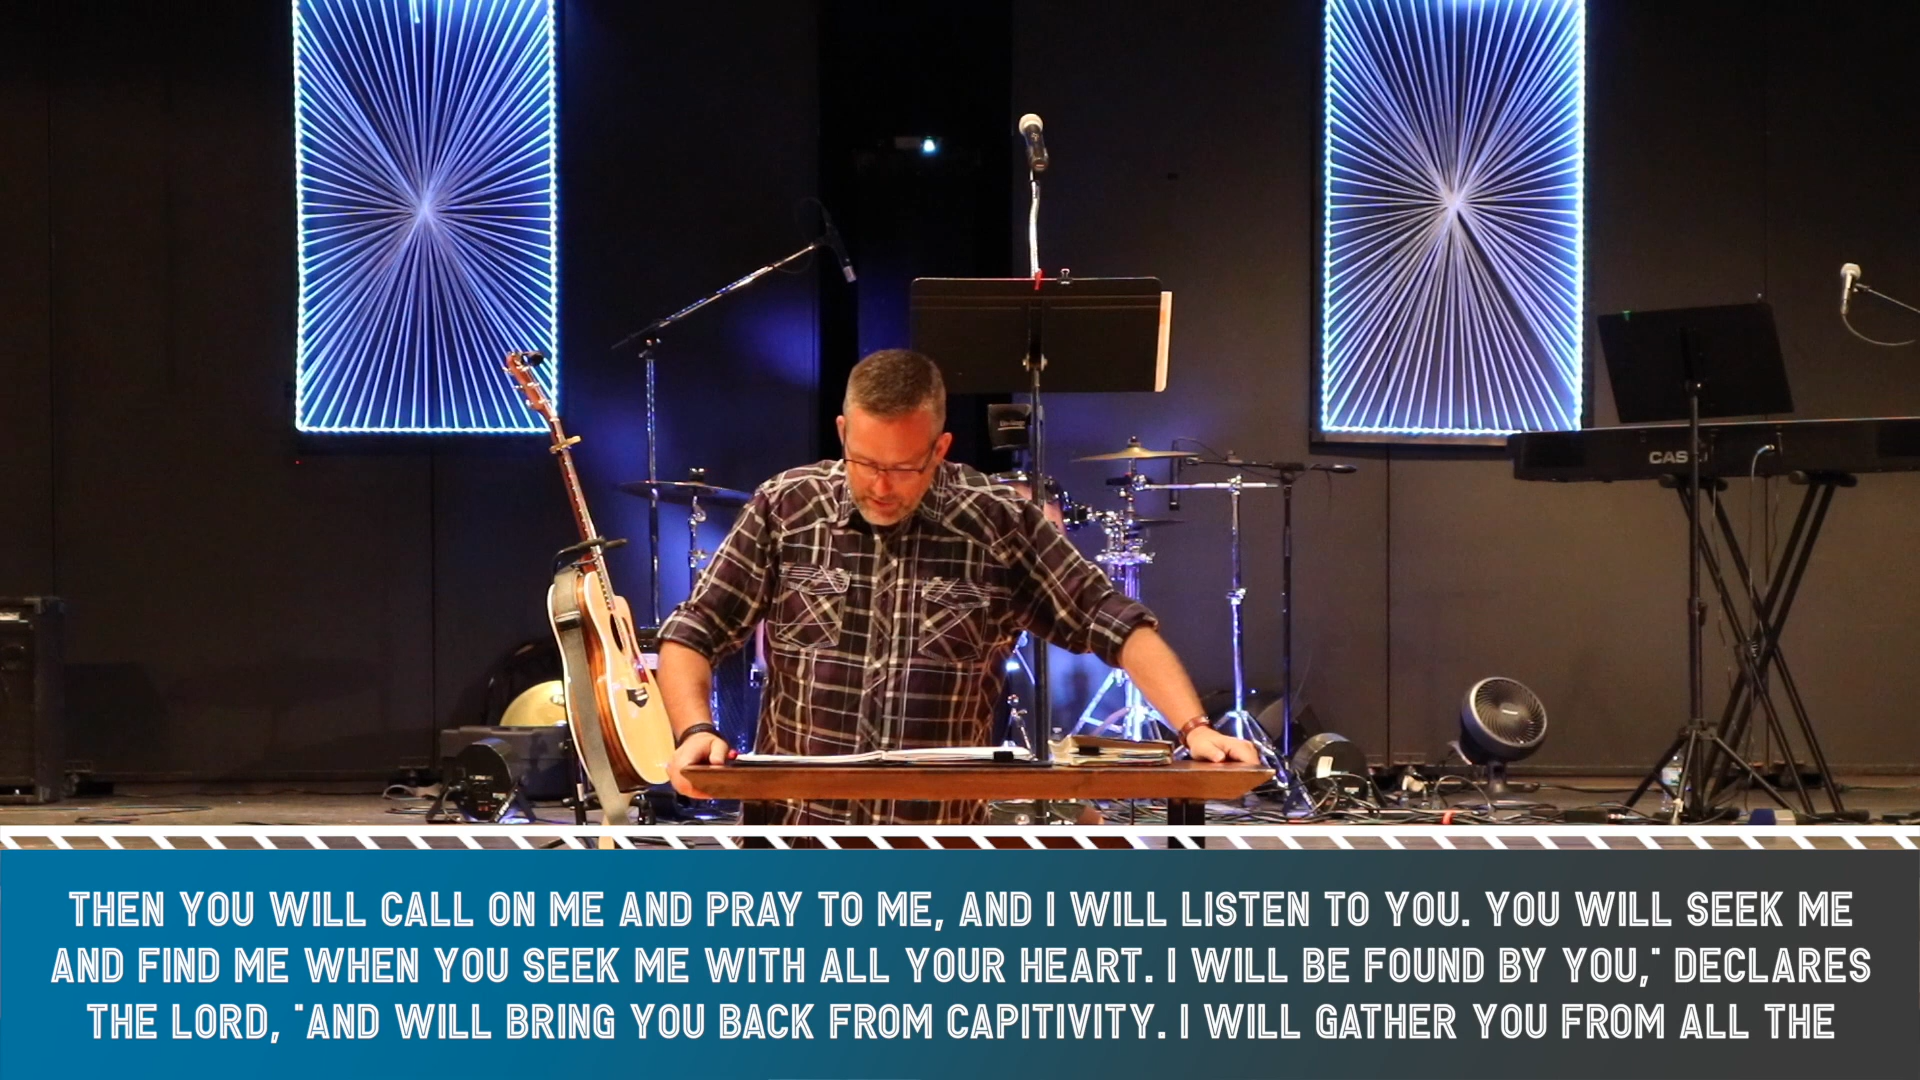 CAS
THEN YOU WILL CALL ON ME AND PRAY TO ME, AND I WILL LISTEN TO YOU. YOU WILL SEEK ME
AND FIND ME WHEN YOU SEEK ME WITH ALL YOUR HEART. I WILL BE FOUND BY YOU," DECLARES
THE LORD, "AND WILL BRING YOU BACK FROM CAPITIVITY. I WILL GATHER YOU FROM ALL THE